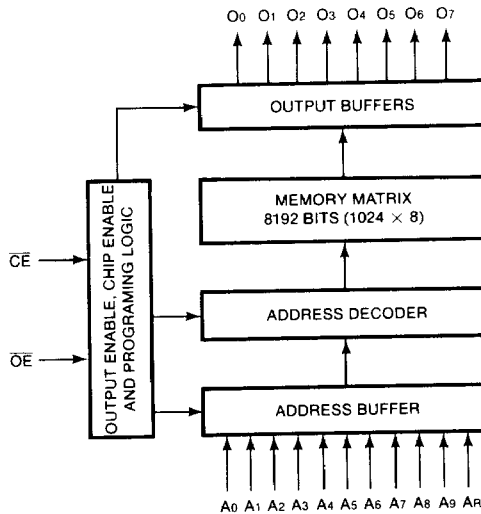 O0 O1 O2 O3 O4 O5 O6 O7
OUTPUT BUFFERS
MEMORY MATRIX
8192 BITS (1024 × 8)
OUTPUT ENABLE, CHIP ENABLE
AND PROGRAMING LOGIC
C̅E̅
O̅E̅
ADDRESS DECODER
ADDRESS BUFFER
A0 A1 A2 A3 A4 A5 A6 A7 A8 A9 AR